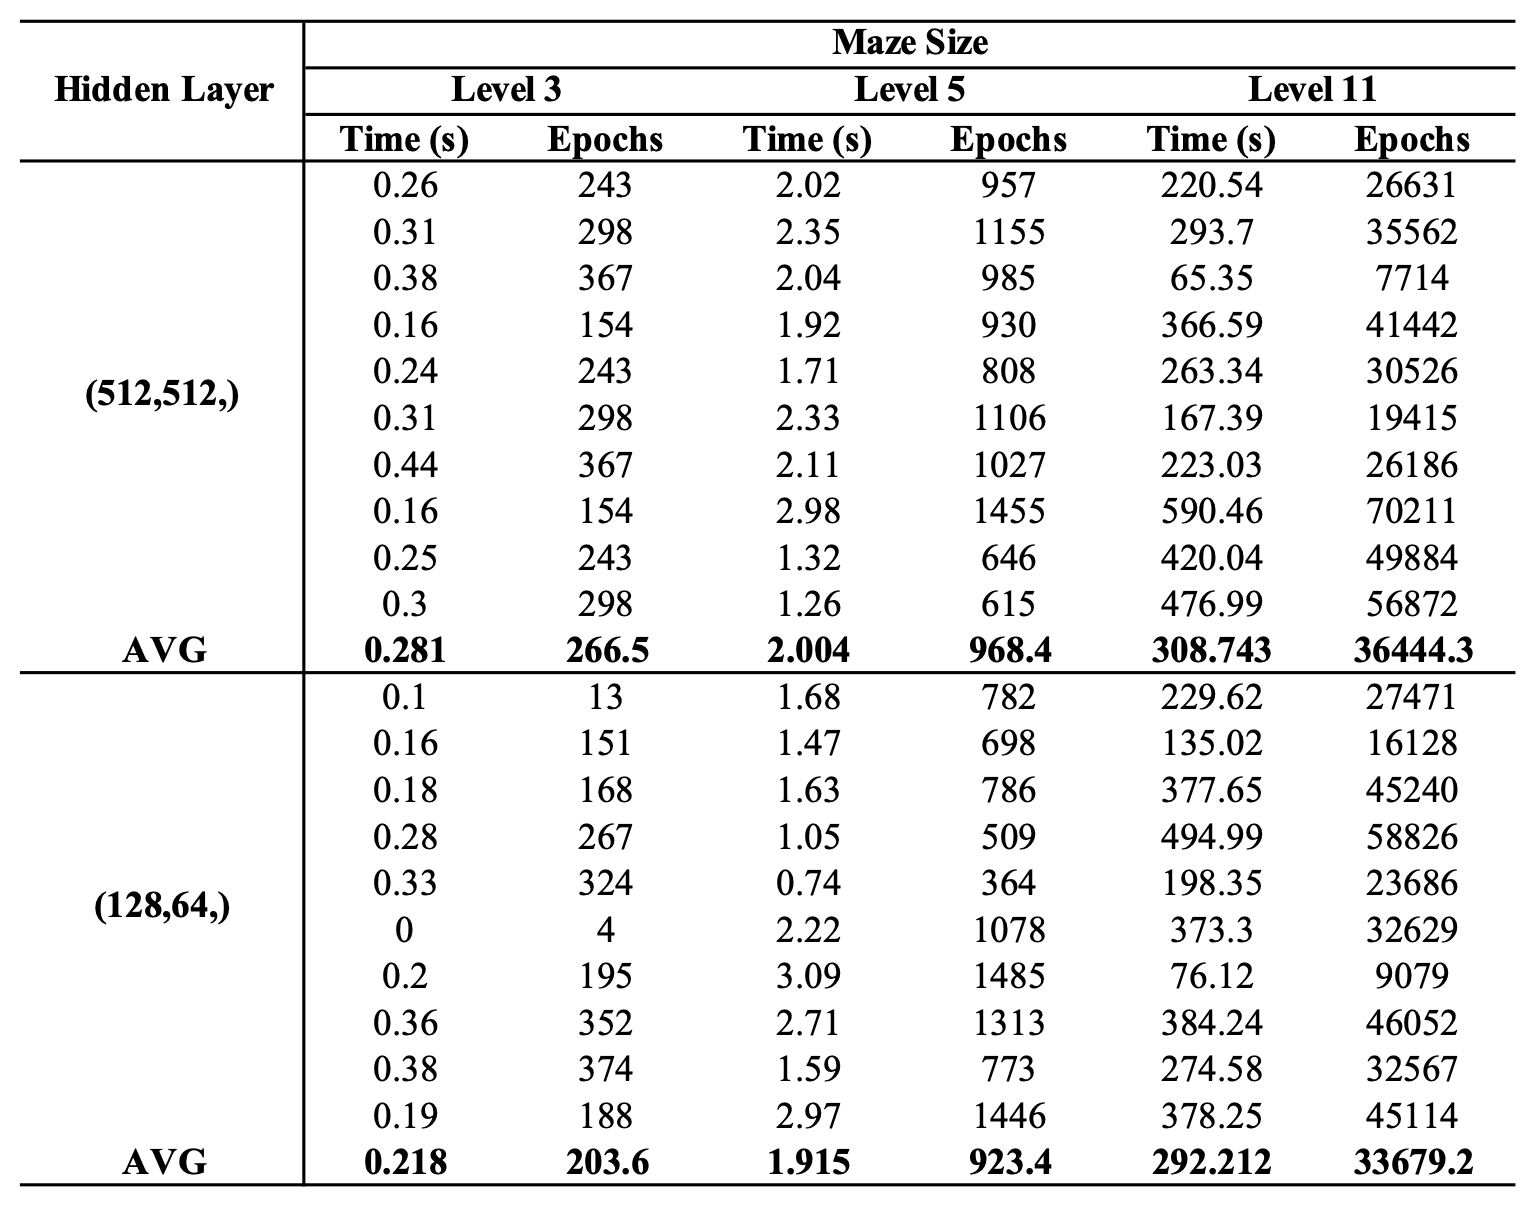 Maze Size
Hidden Layer Level 3 Level 5 Level 11
Time (s) Epochs Time (s) Epochs Time (s) Epochs
0.26 243 2.02 957 220.54 26631
0.31 298 2.35 1155 293.7 35562
0.38 367 2.04 985 65.35 7714
0.16 154 1.92 930 366.59 41442
0.24 243 1.71 808 263.34 30526
(512,512,)
0.31 298 2.33 1106 167.39 19415
0.44 367 2.11 1027 223.03 26186
0.16 154 2.98 1455 590.46 70211
0.25 243 1.32 646 420.04 49884
0.3 298 1.26 615 476.99 56872
AVG 0.281 266.5 2.004 968.4 308.743 36444.3
0.1 13 1.68 782 229.62 27471
0.16 151 1.47 698 135.02 16128
0.18 168 1.63 786 377.65 45240
0.28 267 1.05 509 494.99 58826
0.33 324 0.74 364 198.35 23686
(128,64,)
0 4 2.22 1078 373.3 32629
0.2 195 3.09 1485 76.12 9079
0.36 352 2.71 1313 384.24 46052
0.38 374 1.59 773 274.58 32567
0.19 188 2.97 1446 378.25 45114
AVG 0.218 203.6 1.915 923.4 292.212 33679.2